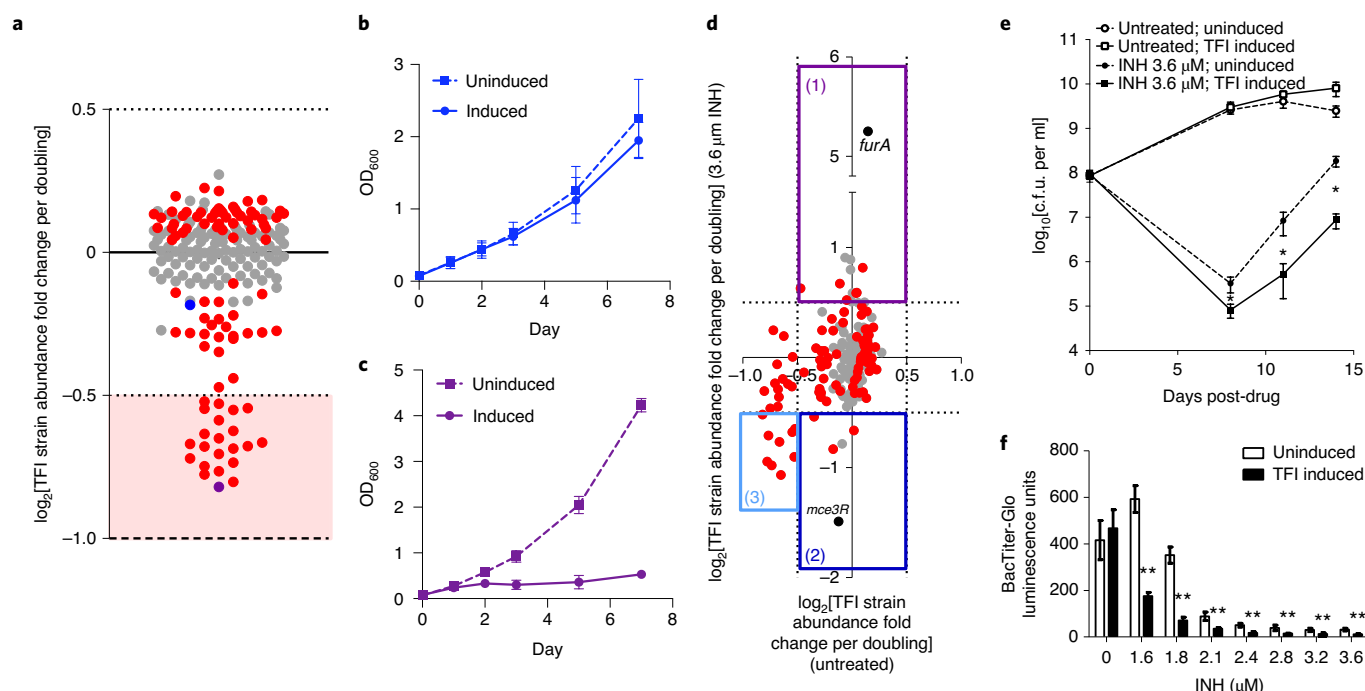 a
log2[TFI strain abundance fold change per doubling]
0.5
0
−0.5
−1.0
b
Uninduced
Induced
OD600
3
2
1
0
0 2 4 6 8
Day
c
Uninduced
Induced
OD600
5
4
3
2
1
0
0 2 4 6 8
Day
d
log2[TFI strain abundance fold change per doubling] (3.6 μm INH)
6
(1)
furA
5
1
−1.0 −0.5 0.5 1.0
−1
mce3R
(3)
(2)
−2
log2[TFI strain
abundance fold
change per doubling]
(untreated)
e
Untreated; uninduced
Untreated; TFI induced
INH 3.6 μM; uninduced
INH 3.6 μM; TFI induced
log10[c.f.u. per ml]
11
10
9
8
7
6
5
4
* * *
0 5 10 15
Days post-drug
f
Uninduced
TFI induced
BacTiter-Glo
luminescence units
800
600
400
200
0
** ** ** ** ** ** **
0 1.6 1.8 2.1 2.4 2.8 3.2 3.6
INH (μM)